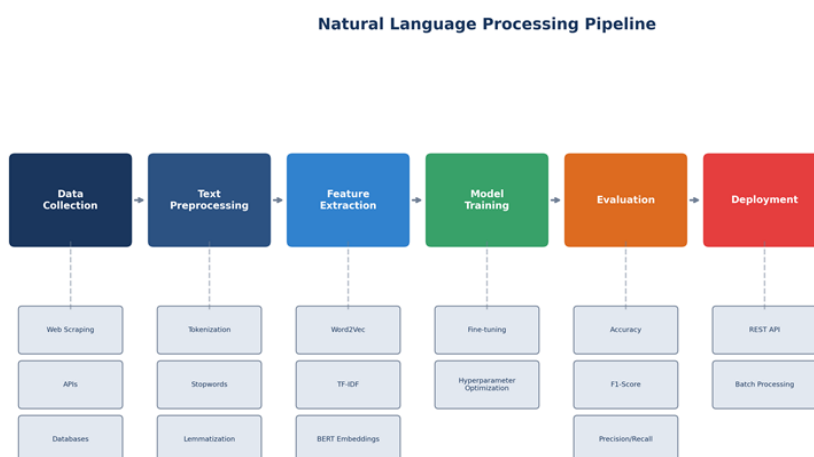 Natural Language Processing Pipeline
Data
Collection
Text
Preprocessing
Feature
Extraction
Model
Training
Evaluation
Deployment
Web Scraping
Tokenization
Word2Vec
Fine-tuning
Accuracy
REST API
APIs
Stopwords
TF-IDF
Hyperparameter
Optimization
F1-Score
Batch Processing
Databases
Lemmatization
BERT Embeddings
Precision/Recall